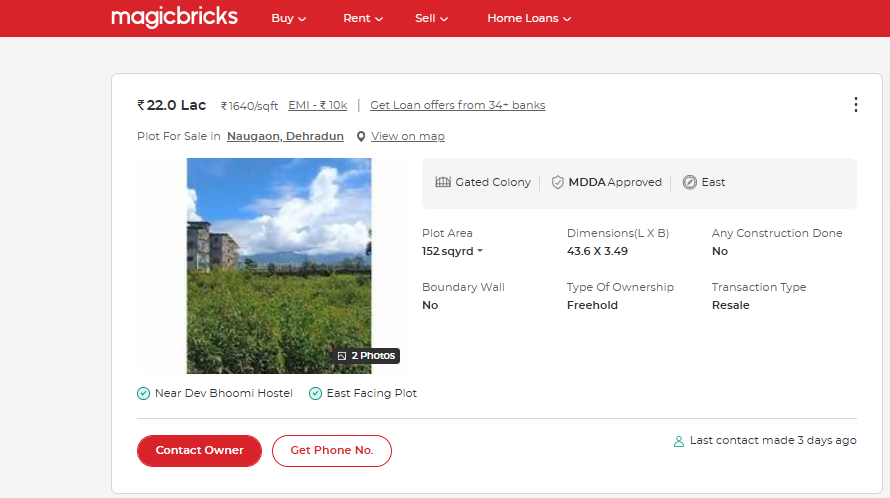 magicbricks Buy Rent Sell Home Loans
₹22.0 Lac ₹1640/sqft EMI - ₹ 10k | Get Loan offers from 34+ banks
Plot For Sale in Naugaon, Dehradun View on map
Gated Colony MDDA Approved East
Plot Area Dimensions(L X B) Any Construction Done
152 sqyrd 43.6 X 3.49 No
Boundary Wall Type Of Ownership Transaction Type
No Freehold Resale
2 Photos
Near Dev Bhoomi Hostel East Facing Plot
Contact Owner Get Phone No. Last contact made 3 days ago